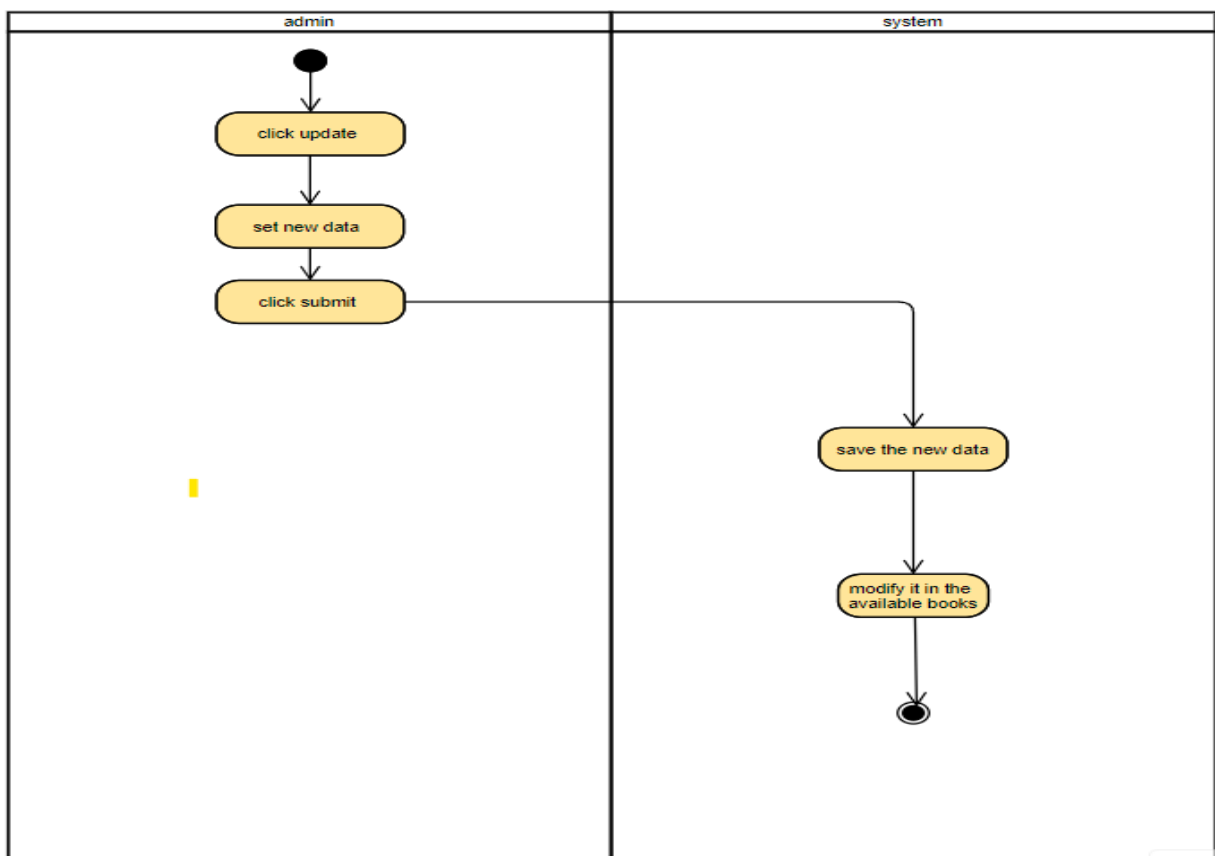 admin
system
click update
set new data
click submit
save the new data
modify it in the
available books